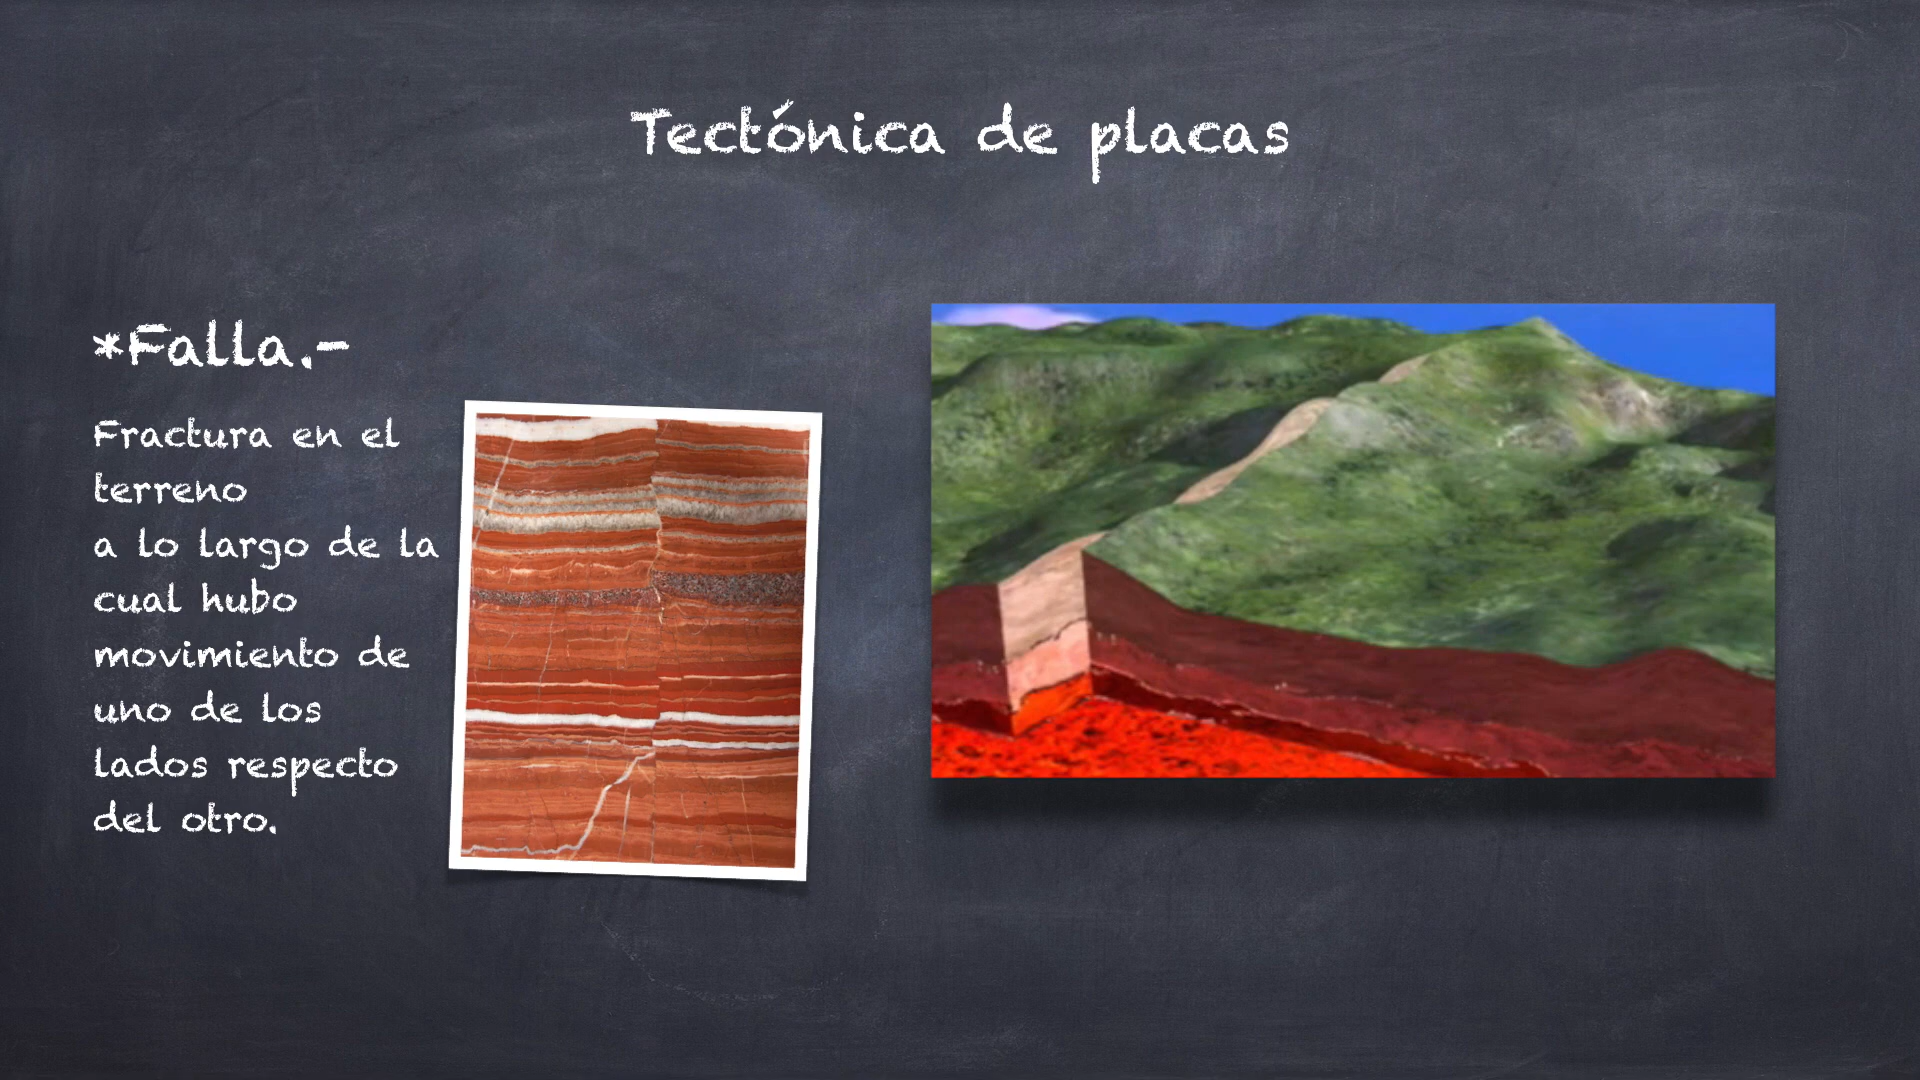 Tectónica de placas
*Falla.-
Fractura en el
terreno
a lo largo de la
cual hubo
movimiento de
uno de los
lados respecto
del otro.